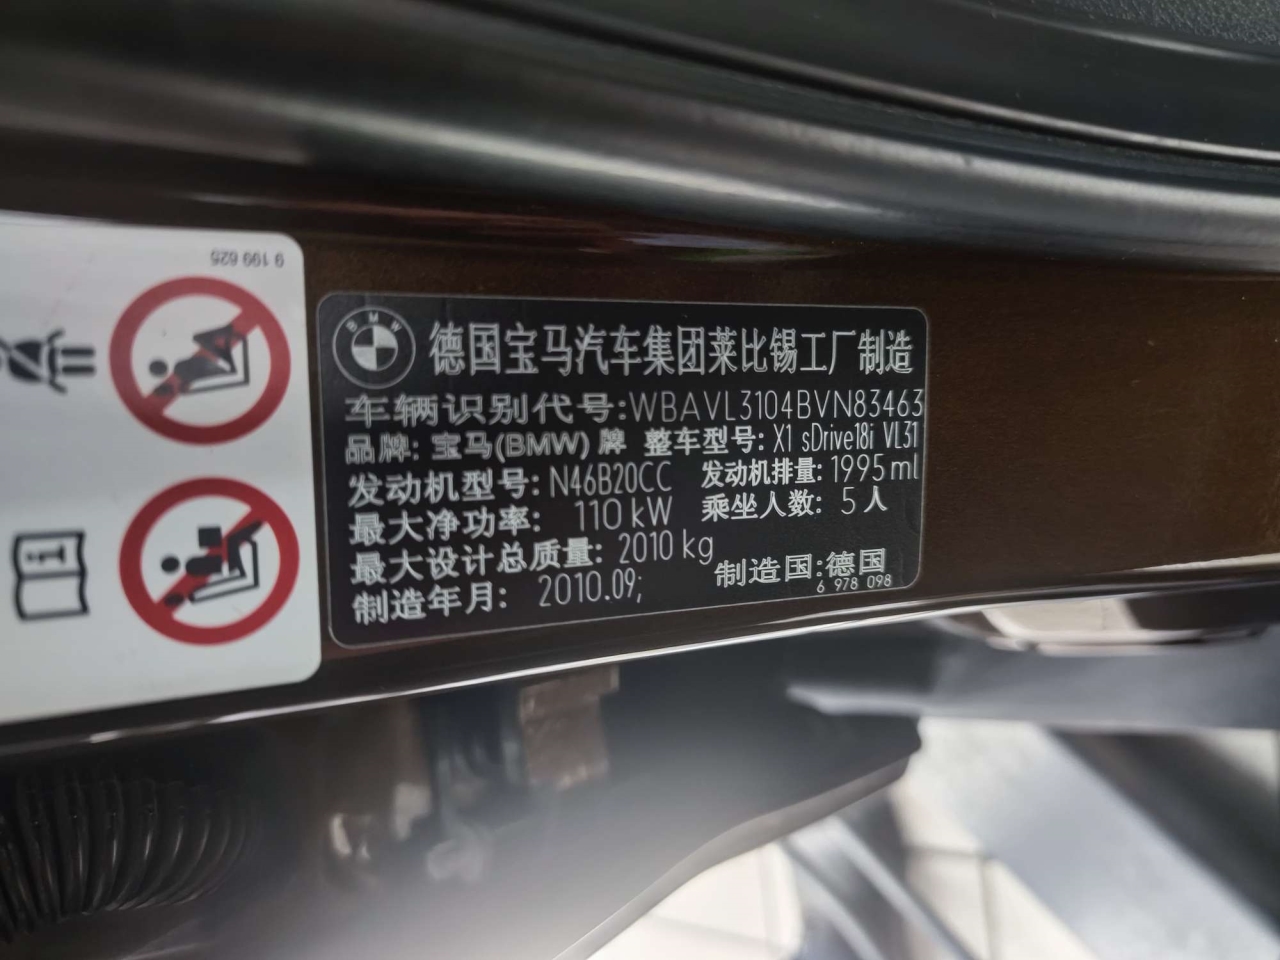 9 199 625
BMW
德国宝马汽车集团莱比锡工厂制造
车辆识别代号:WBAVL3104BVN83463
品牌: 宝马(BMW) 牌 整车型号: X1 sDrive18i VL31
发动机型号: N46B20CC 发动机排量: 1995 ml
最大净功率: 110 kW 乘坐人数: 5 人
最大设计总质量: 2010 kg
制造年月: 2010.09; 制造国:德国
6 978 098